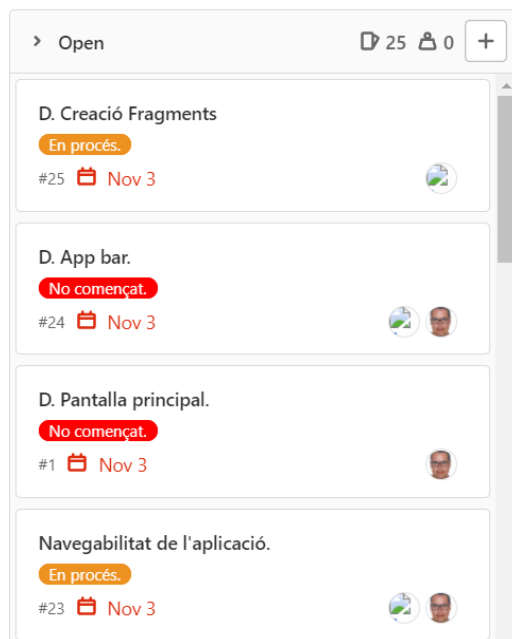 Open 25 0
D. Creació Fragments
En procés.
#25 Nov 3
D. App bar.
No començat.
#24 Nov 3
D. Pantalla principal.
No començat.
#1 Nov 3
Navegabilitat de l'aplicació.
En procés.
#23 Nov 3